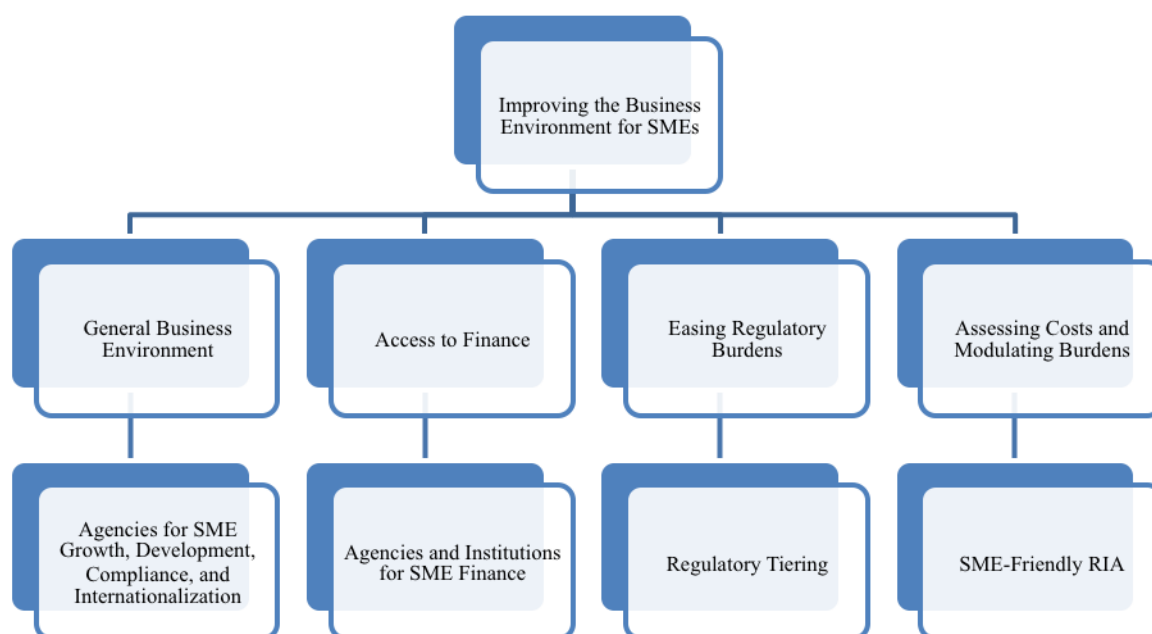 Improving the Business
Environment for SMEs
General Business
Environment
Access to Finance
Easing Regulatory
Burdens
Assessing Costs and
Modulating Burdens
Agencies for SME
Growth, Development,
Compliance, and
Internationalization
Agencies and Institutions
for SME Finance
Regulatory Tiering
SME-Friendly RIA